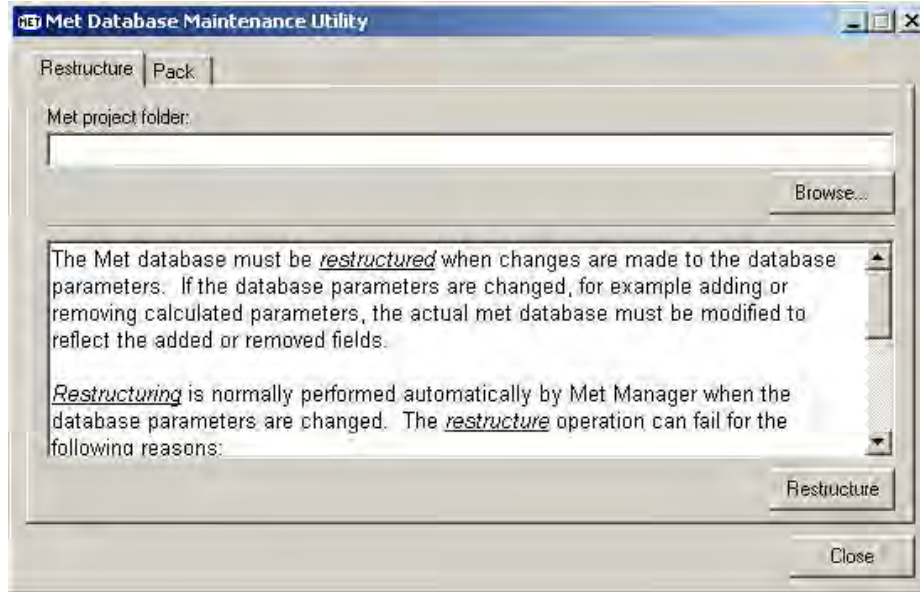 MET Met Database Maintenance Utility
Restructure Pack
Met project folder:
Browse...
The Met database must be restructured when changes are made to the database
parameters. If the database parameters are changed, for example adding or
removing calculated parameters, the actual met database must be modified to
reflect the added or removed fields.
Restructuring is normally performed automatically by Met Manager when the
database parameters are changed. The restructure operation can fail for the
following reasons:
Restructure
Close